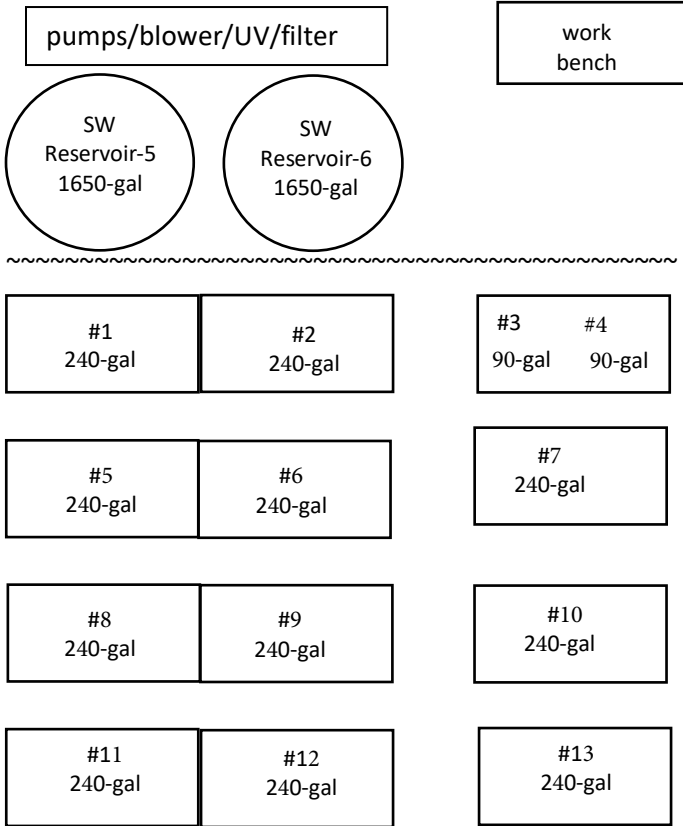 pumps/blower/UV/filter
work
bench
SW
Reservoir-5
1650-gal
SW
Reservoir-6
1650-gal
~~~~~~~~~~~~~~~~~~~~~~~~~~~~~~~~~~~~~~~~~~~~~~~
#1
240-gal
#2
240-gal
#3 #4
90-gal 90-gal
#5
240-gal
#6
240-gal
#7
240-gal
#8
240-gal
#9
240-gal
#10
240-gal
#11
240-gal
#12
240-gal
#13
240-gal